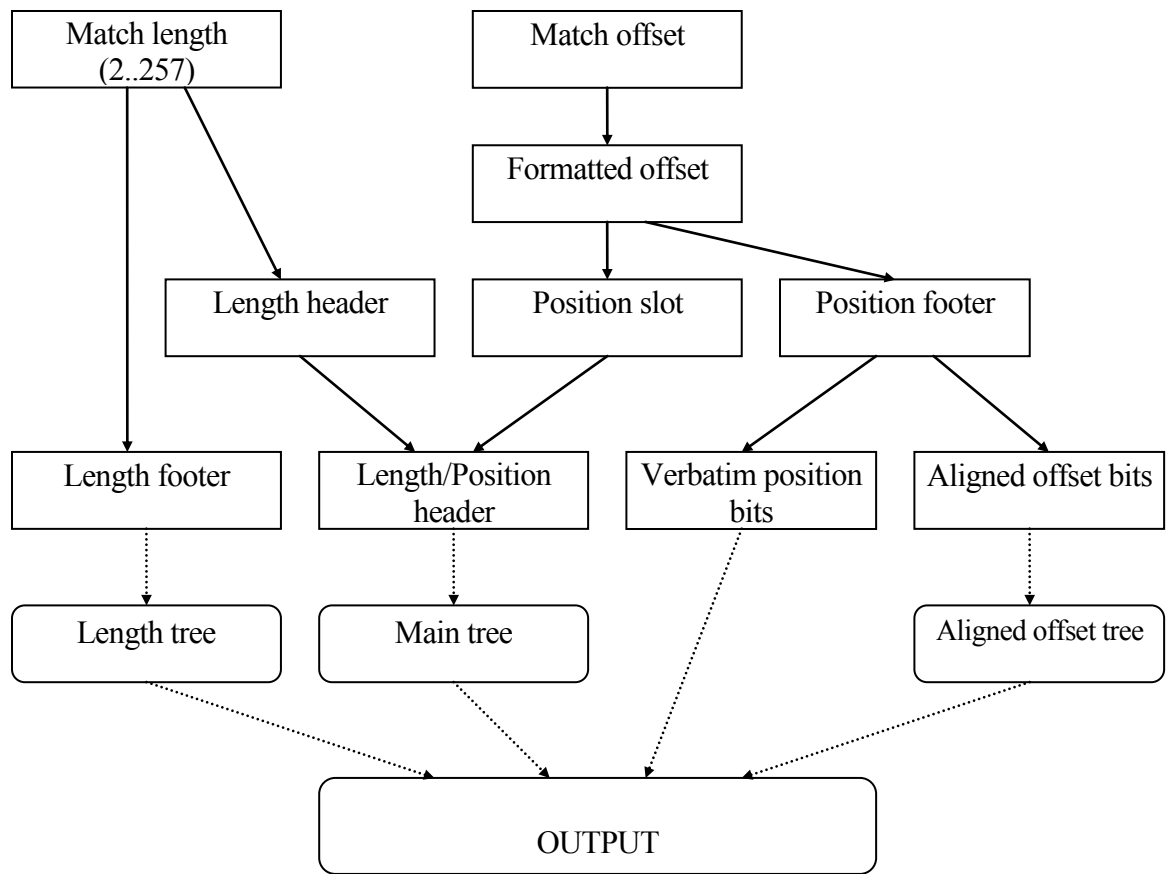 Match length
(2..257)
Match offset
Formatted offset
Length header
Position slot
Position footer
Length footer
Length/Position
header
Verbatim position
bits
Aligned offset bits
Length tree
Main tree
Aligned offset tree
OUTPUT